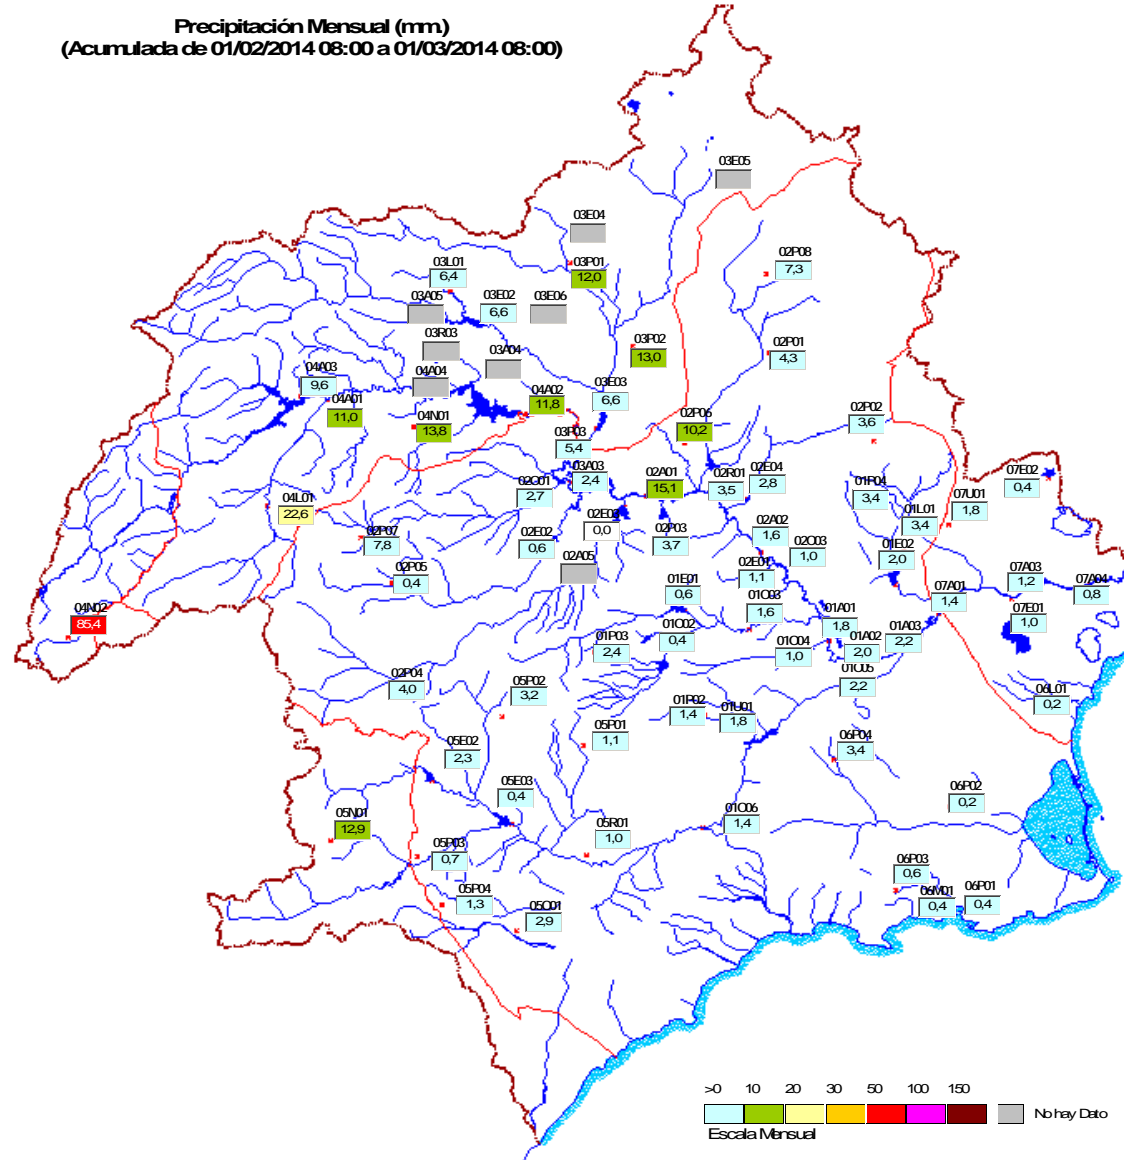 Precipitación Mensual (mm.)
(Acumulada de 01/02/2014 08:00 a 01/03/2014 08:00)
03E05
03E04
03P01
12,0
02P08
7,3
03L01
6,4
03A05
03E02
6,6
03E06
03R03
03A04
03P02
13,0
02P01
4,3
04A03
9,6
04A04
04A01
11,0
04A02
11,8
03E03
6,6
04N01
13,8
02P06
10,2
02P02
3,6
03P03
5,4
03A03
2,4
02A01
15,1
02R01
3,5
02E04
2,8
07E02
0,4
02O01
2,7
01P04
3,4
07U01
1,8
04L01
22,6
01L01
3,4
02P07
7,8
02E02
0,6
0,0
02P03
3,7
02A02
1,6
02O03
1,0
01E02
2,0
02P05
0,4
02A05
02E01
1,1
01E01
0,6
07A03
1,2
07A04
0,8
07A01
1,4
04N02
85,4
01O03
1,6
01A01
1,8
07E01
1,0
01P03
2,4
01O02
0,4
01O04
1,0
01A02
2,0
01A03
2,2
01O05
2,2
02P04
4,0
05P02
3,2
06L01
0,2
01P02
1,4
01U01
1,8
05P01
1,1
06P04
3,4
05E02
2,3
05E03
0,4
06P02
0,2
05N01
12,9
05R01
1,0
01O06
1,4
05P03
0,7
06P03
0,6
05P04
1,3
05O01
2,9
06M01
0,4
06P01
0,4
>0 10 20 30 50 100 150
No hay Dato
Escala Mensual